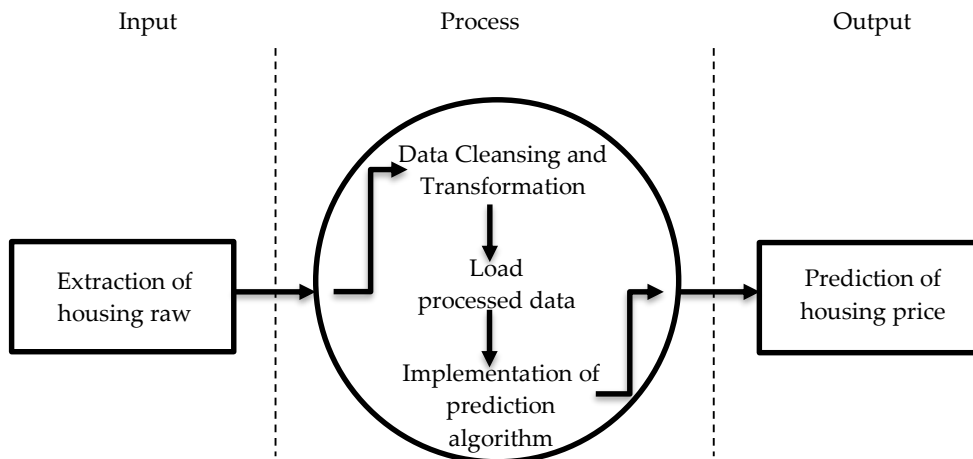 Input
Process
Output
Data Cleansing and
Transformation
Load
processed data
Implementation of
prediction
algorithm
Extraction of
housing raw
Prediction of
housing price